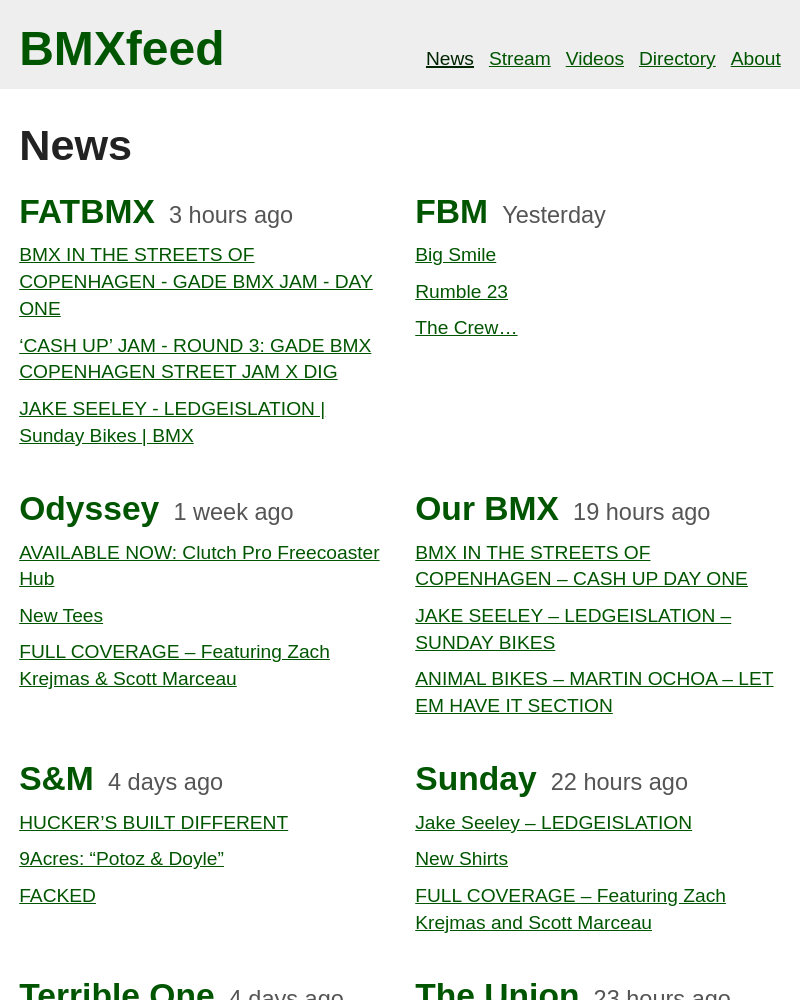 BMXfeed
News Stream Videos Directory About
News
FATBMX 3 hours ago
BMX IN THE STREETS OF
COPENHAGEN - GADE BMX JAM - DAY
ONE
‘CASH UP’ JAM - ROUND 3: GADE BMX
COPENHAGEN STREET JAM X DIG
JAKE SEELEY - LEDGEISLATION |
Sunday Bikes | BMX
FBM Yesterday
Big Smile
Rumble 23
The Crew…
Odyssey 1 week ago
AVAILABLE NOW: Clutch Pro Freecoaster
Hub
New Tees
FULL COVERAGE – Featuring Zach
Krejmas & Scott Marceau
Our BMX 19 hours ago
BMX IN THE STREETS OF
COPENHAGEN – CASH UP DAY ONE
JAKE SEELEY – LEDGEISLATION –
SUNDAY BIKES
ANIMAL BIKES – MARTIN OCHOA – LET
EM HAVE IT SECTION
S&M 4 days ago
HUCKER’S BUILT DIFFERENT
9Acres: “Potoz & Doyle”
FACKED
Sunday 22 hours ago
Jake Seeley – LEDGEISLATION
New Shirts
FULL COVERAGE – Featuring Zach
Krejmas and Scott Marceau
Terrible One 4 days ago
The Union 23 hours ago